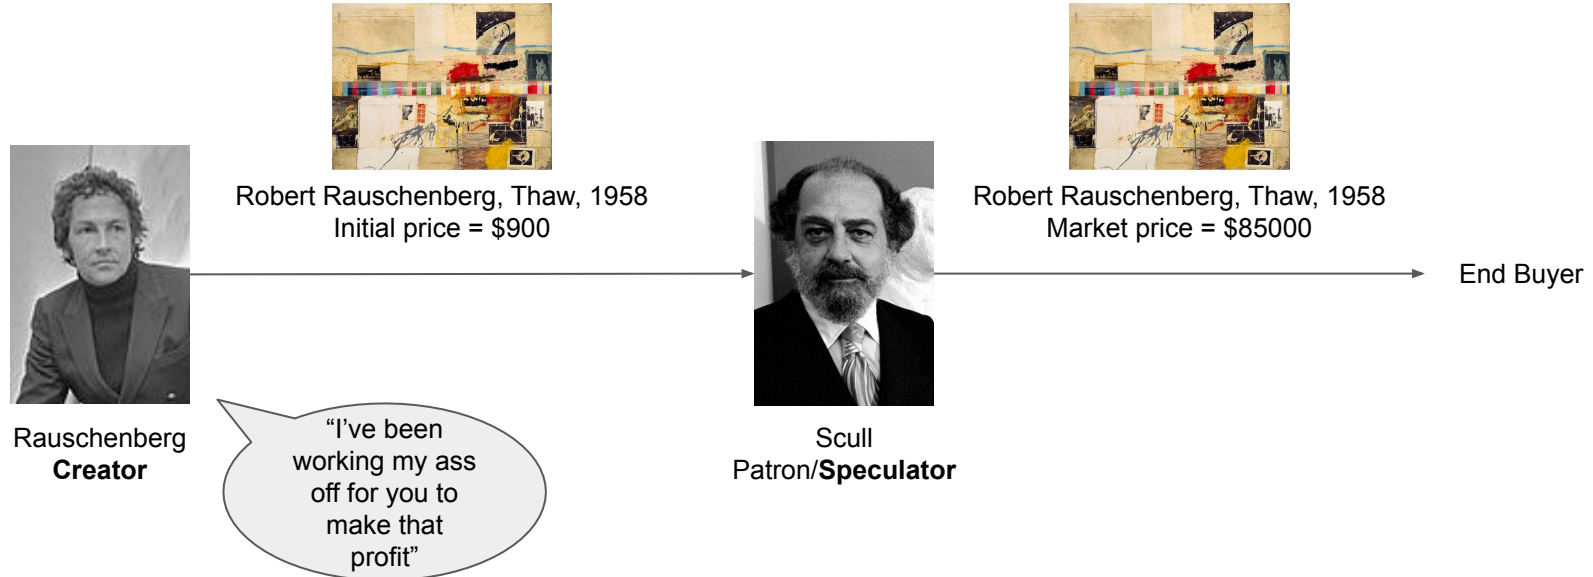 Robert Rauschenberg, Thaw, 1958
Initial price = $900
Robert Rauschenberg, Thaw, 1958
Market price = $85000
End Buyer
Rauschenberg
Creator
“I’ve been
working my ass
off for you to
make that
profit”
Scull
Patron/Speculator